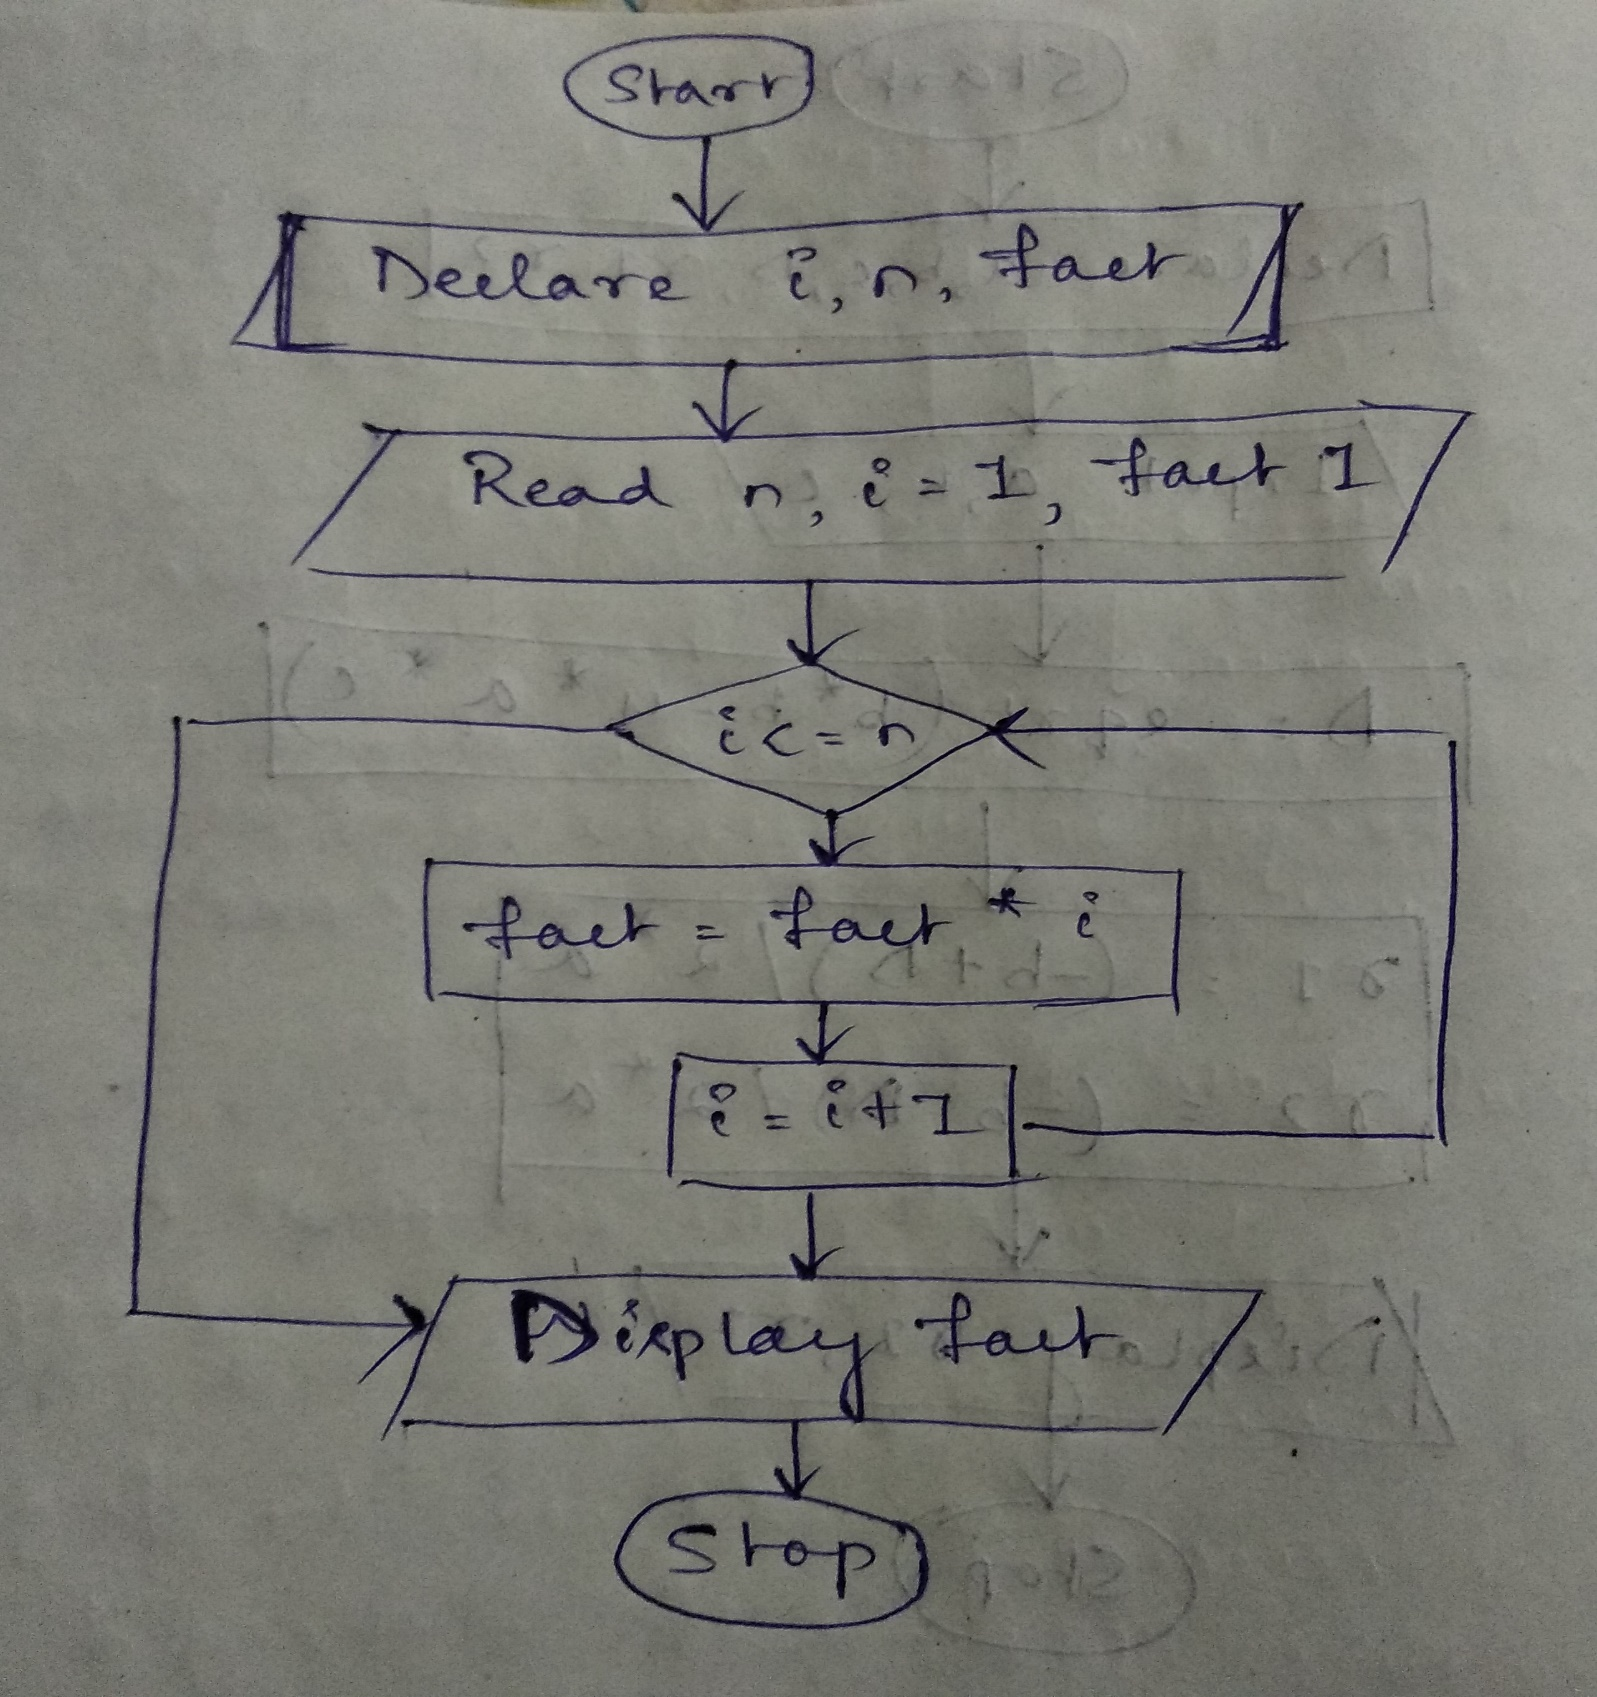 Start
Declare i, n, fact
Read n, i = 1, fact 1
i <= n
fact = fact * i
i = i + 1
Display fact
Stop